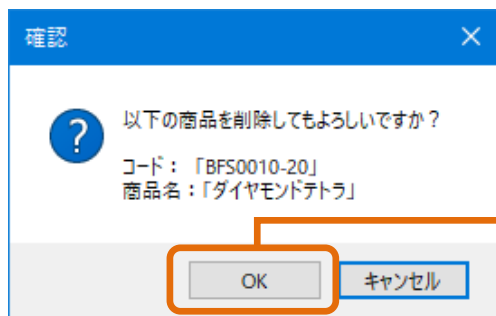 確認
以下の商品を削除してもよろしいですか？
コード：「BFS0010-20」
商品名：「ダイヤモンドテトラ」
OK
キャンセル